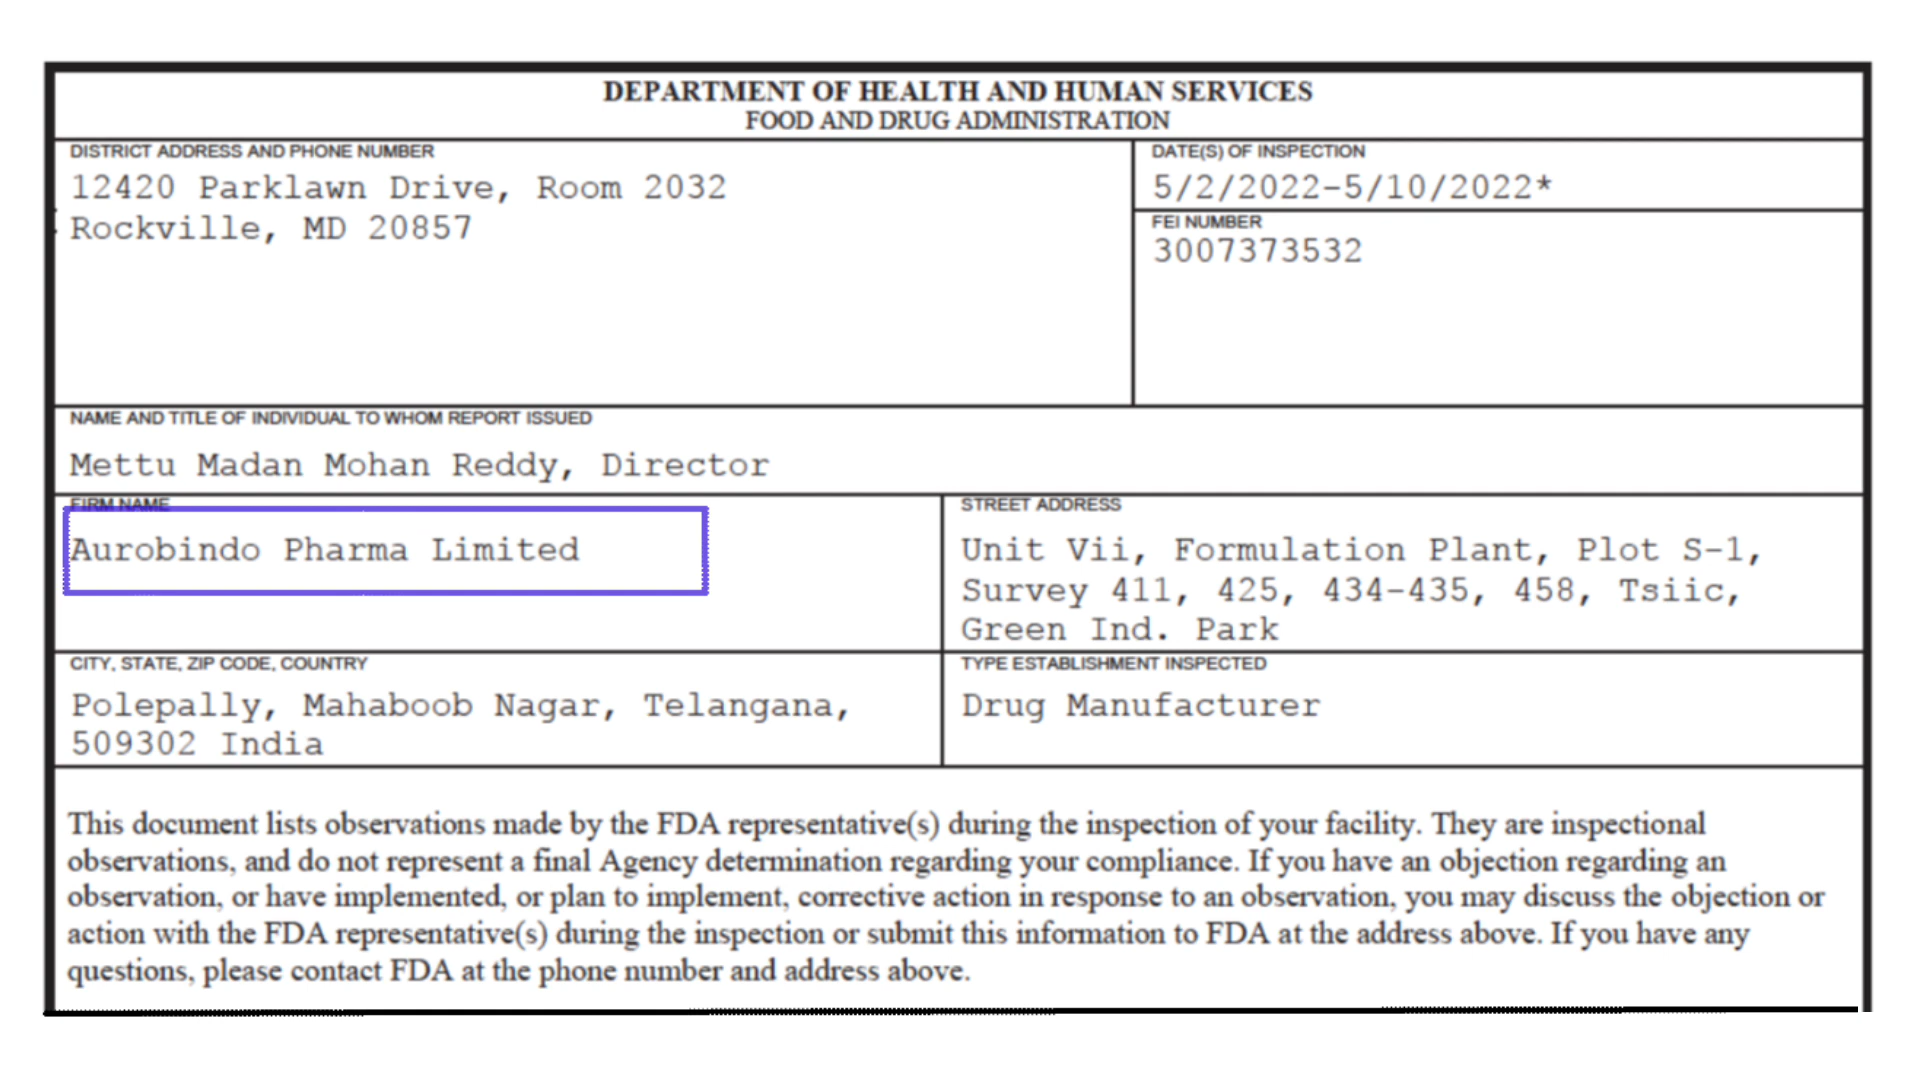 DEPARTMENT OF HEALTH AND HUMAN SERVICES
FOOD AND DRUG ADMINISTRATION
DISTRICT ADDRESS AND PHONE NUMBER
12420 Parklawn Drive, Room 2032
Rockville, MD 20857
DATE(S) OF INSPECTION
5/2/2022-5/10/2022*
FEI NUMBER
3007373532
NAME AND TITLE OF INDIVIDUAL TO WHOM REPORT ISSUED
Mettu Madan Mohan Reddy, Director
FIRM NAME
Aurobindo Pharma Limited
STREET ADDRESS
Unit Vii, Formulation Plant, Plot S-1,
Survey 411, 425, 434-435, 458, Tsiic,
Green Ind. Park
CITY, STATE, ZIP CODE, COUNTRY
Polepally, Mahaboob Nagar, Telangana,
509302 India
TYPE ESTABLISHMENT INSPECTED
Drug Manufacturer
This document lists observations made by the FDA representative(s) during the inspection of your facility. They are inspectional
observations, and do not represent a final Agency determination regarding your compliance. If you have an objection regarding an
observation, or have implemented, or plan to implement, corrective action in response to an observation, you may discuss the objection or
action with the FDA representative(s) during the inspection or submit this information to FDA at the address above. If you have any
questions, please contact FDA at the phone number and address above.